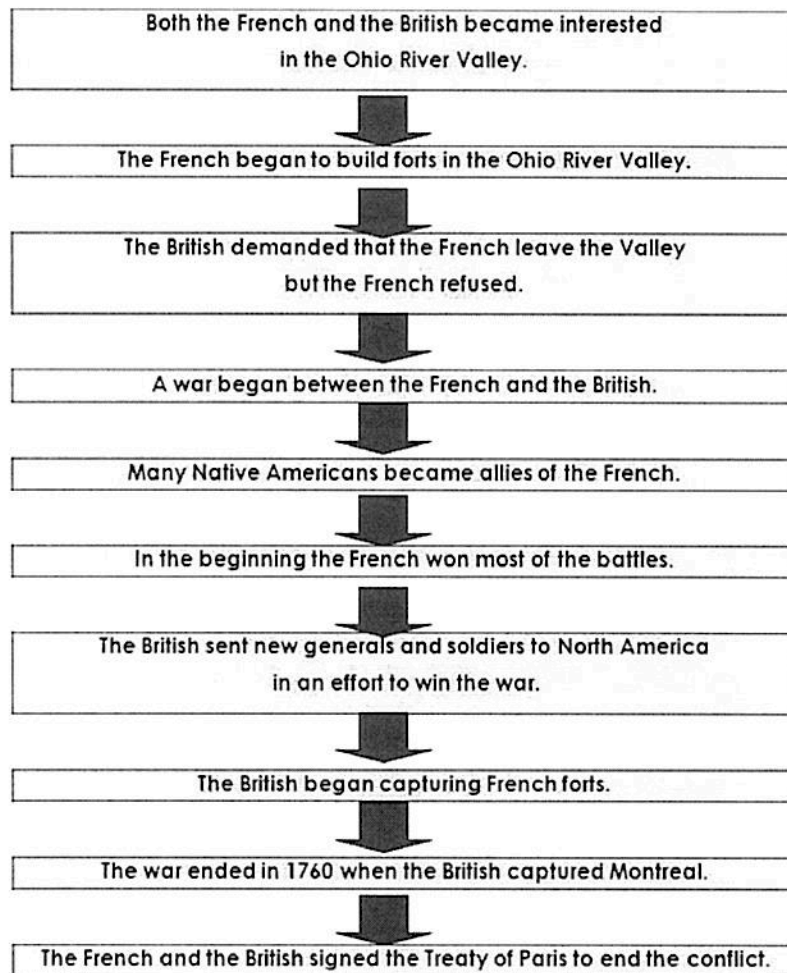 Both the French and the British became interested
in the Ohio River Valley.
The French began to build forts in the Ohio River Valley.
The British demanded that the French leave the Valley
but the French refused.
A war began between the French and the British.
Many Native Americans became allies of the French.
In the beginning the French won most of the battles.
The British sent new generals and soldiers to North America
in an effort to win the war.
The British began capturing French forts.
The war ended in 1760 when the British captured Montreal.
The French and the British signed the Treaty of Paris to end the conflict.